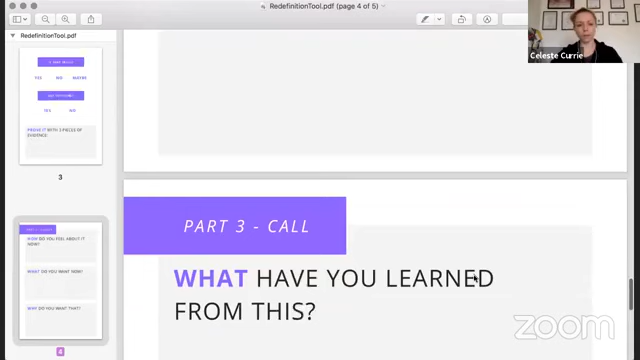 RedefinitionTool.pdf (page 4 of 5)
RedefinitionTool.pdf
Celeste Currie
YES NO MAYBE
YES NO
PROVE IT WITH 3 PIECES OF
EVIDENCE:
3
HOW DO YOU FEEL ABOUT IT
NOW?
WHAT DO YOU WANT NOW?
WHY DO YOU WANT THAT?
4
PART 3 - CALL
WHAT HAVE YOU LEARNED
FROM THIS?
zoom